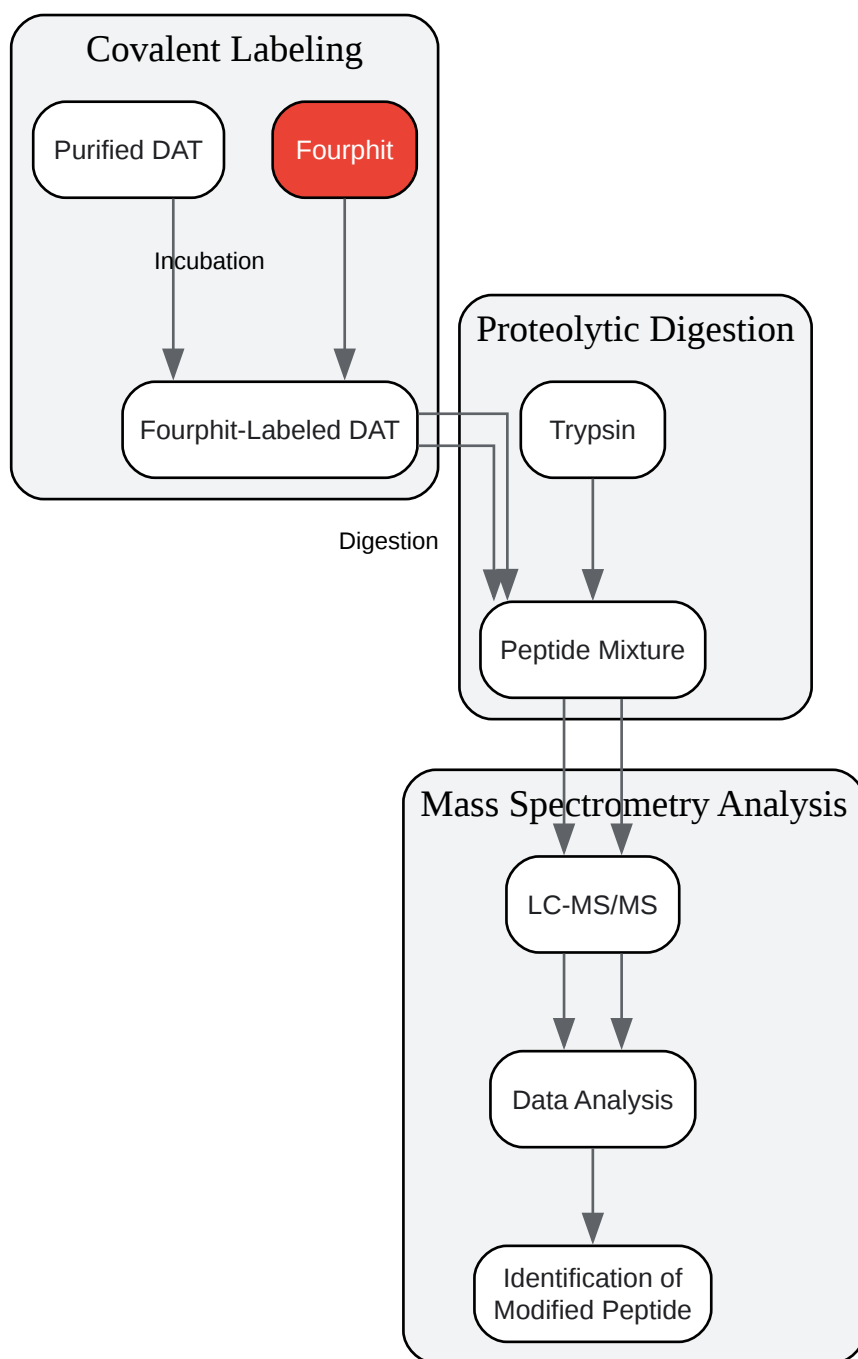 Covalent Labeling
Purified DAT
Fourphit
Incubation
Fourphit-Labeled DAT
Proteolytic Digestion
Trypsin
Digestion
Peptide Mixture
Mass Spectrometry Analysis
LC-MS/MS
Data Analysis
Identification of
Modified Peptide